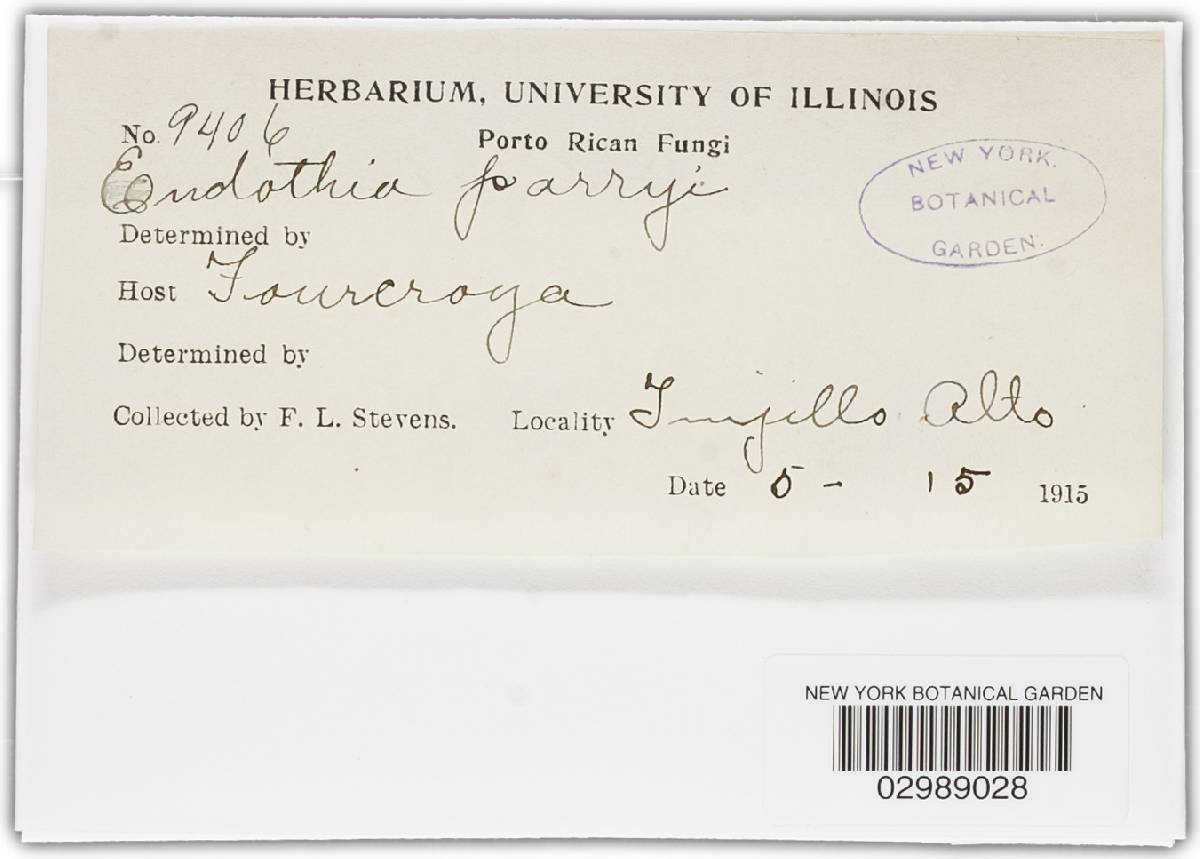 HERBARIUM, UNIVERSITY OF ILLINOIS
No. 9406 Porto Rican Fungi
Endothia parryi
NEW YORK.
BOTANICAL
GARDEN.
Determined by
Host Fourcroya
Determined by
Collected by F. L. Stevens. Locality Trujillo Alto
Date 5 - 15 1915
NEW YORK BOTANICAL GARDEN
02989028